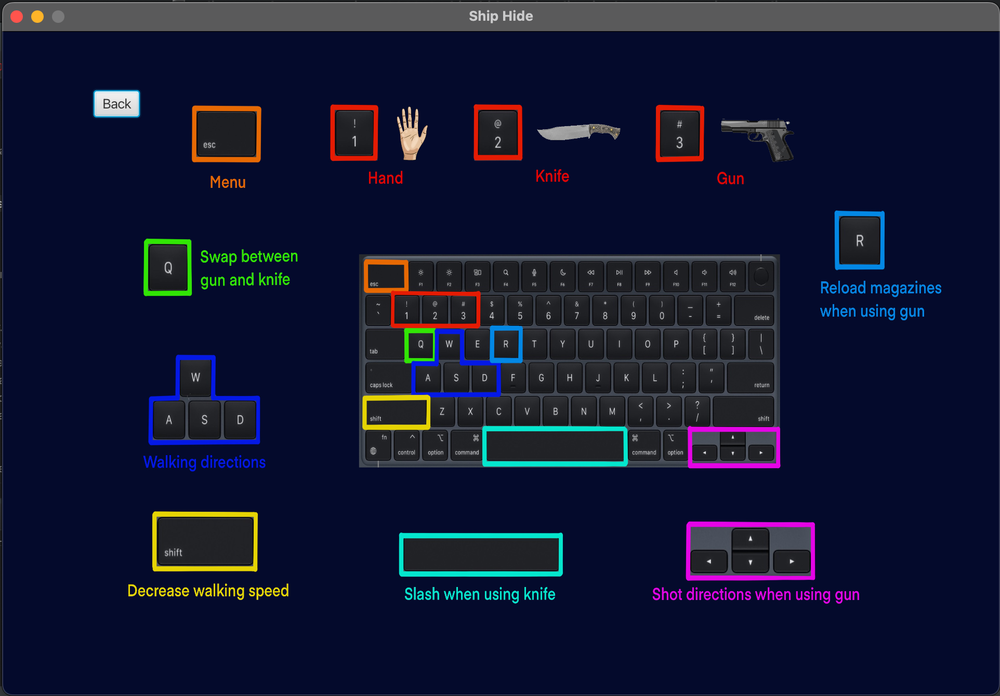 Ship Hide
Back
esc
! 1
@ 2
# 3
Menu
Hand
Knife
Gun
R
Q
Swap between
gun and knife
Reload magazines
when using gun
esc F1 F2 F3 F4 F5 F6 F7 F8 F9 F10 F11 F12
~ ! @ # $ % ^ & * ( ) _ +
` 1 2 3 4 5 6 7 8 9 0 - = delete
tab Q W E R T Y U I O P { [ } ] | \
caps lock A S D F G H J K L : ; " ' return
shift Z X C V B N M < , > . ? / shift
fn control option command command option
W
A S D
Walking directions
shift
Decrease walking speed
Slash when using knife
Shot directions when using gun